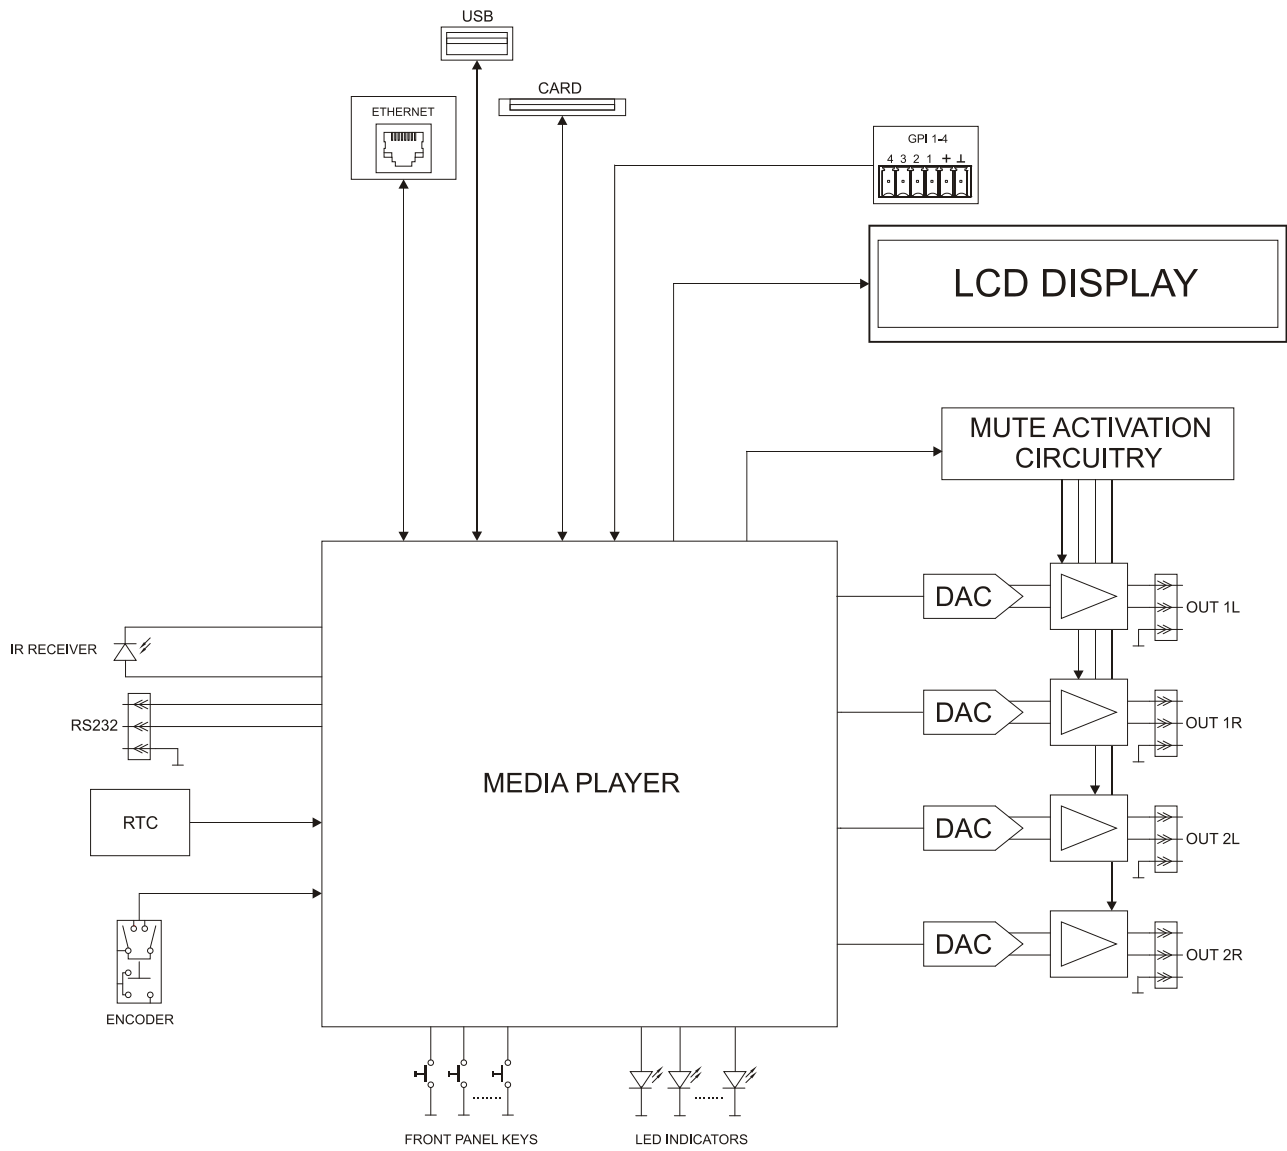 USB
CARD
ETHERNET
GPI 1-4
4 3 2 1 + ⊥
LCD DISPLAY
MUTE ACTIVATION
CIRCUITRY
DAC
OUT 1L
IR RECEIVER
DAC
OUT 1R
RS232
MEDIA PLAYER
RTC
DAC
OUT 2L
DAC
OUT 2R
ENCODER
FRONT PANEL KEYS
LED INDICATORS